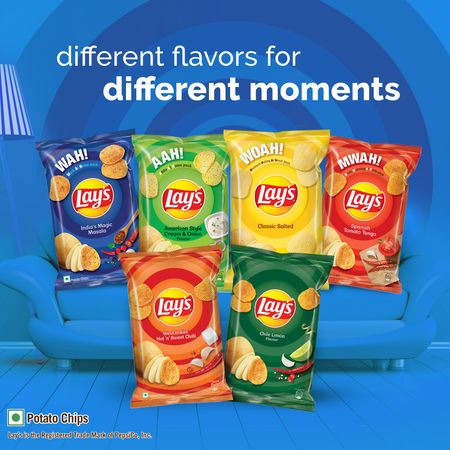 different flavors for
different moments
WAH!
Lay's
India's Magic
Masala
AAH!
Lay's
American Style
Cream & Onion
Flavour
WOAH!
Lay's
Classic Salted
MWAH!
Lay's
Spanish
Tomato Tango
Lay's
West Indies
Hot 'n' Sweet Chilli
Lay's
Chile Limon
Flavour
Potato Chips
Lay's is the Registered Trade Mark of PepsiCo, Inc.